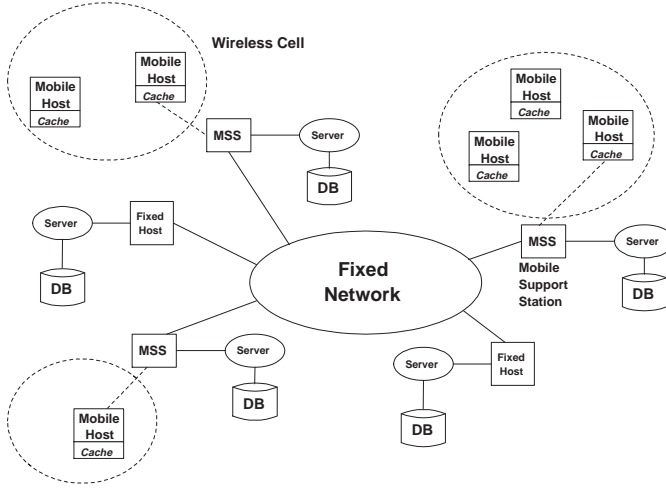 Wireless Cell
Mobile
Host
Cache
Mobile
Host
Cache
MSS
Server
DB
Mobile
Host
Cache
Mobile
Host
Cache
Mobile
Host
Cache
MSS
Mobile
Support
Station
Server
DB
Server
Fixed
Host
DB
Fixed
Network
MSS
Server
DB
Mobile
Host
Cache
Server
Fixed
Host
DB